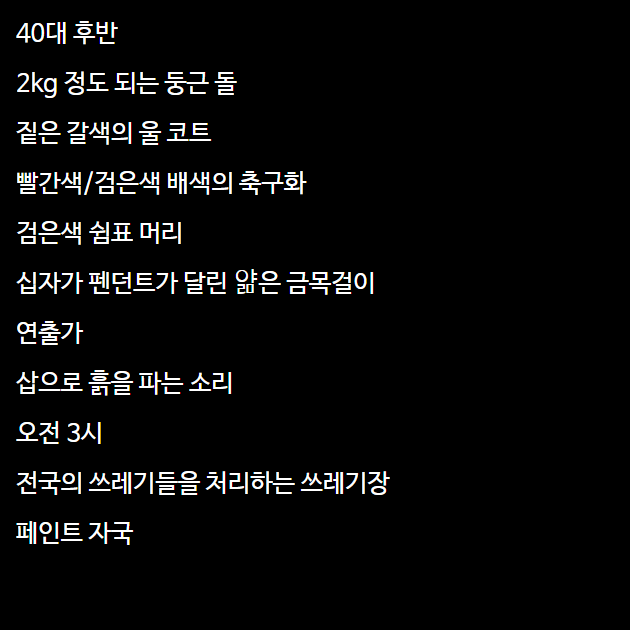 40대 후반
2kg 정도 되는 둥근 돌
짙은 갈색의 울 코트
빨간색/검은색 배색의 축구화
검은색 쉼표 머리
십자가 펜던트가 달린 얇은 금목걸이
연출가
삽으로 흙을 파는 소리
오전 3시
전국의 쓰레기들을 처리하는 쓰레기장
페인트 자국